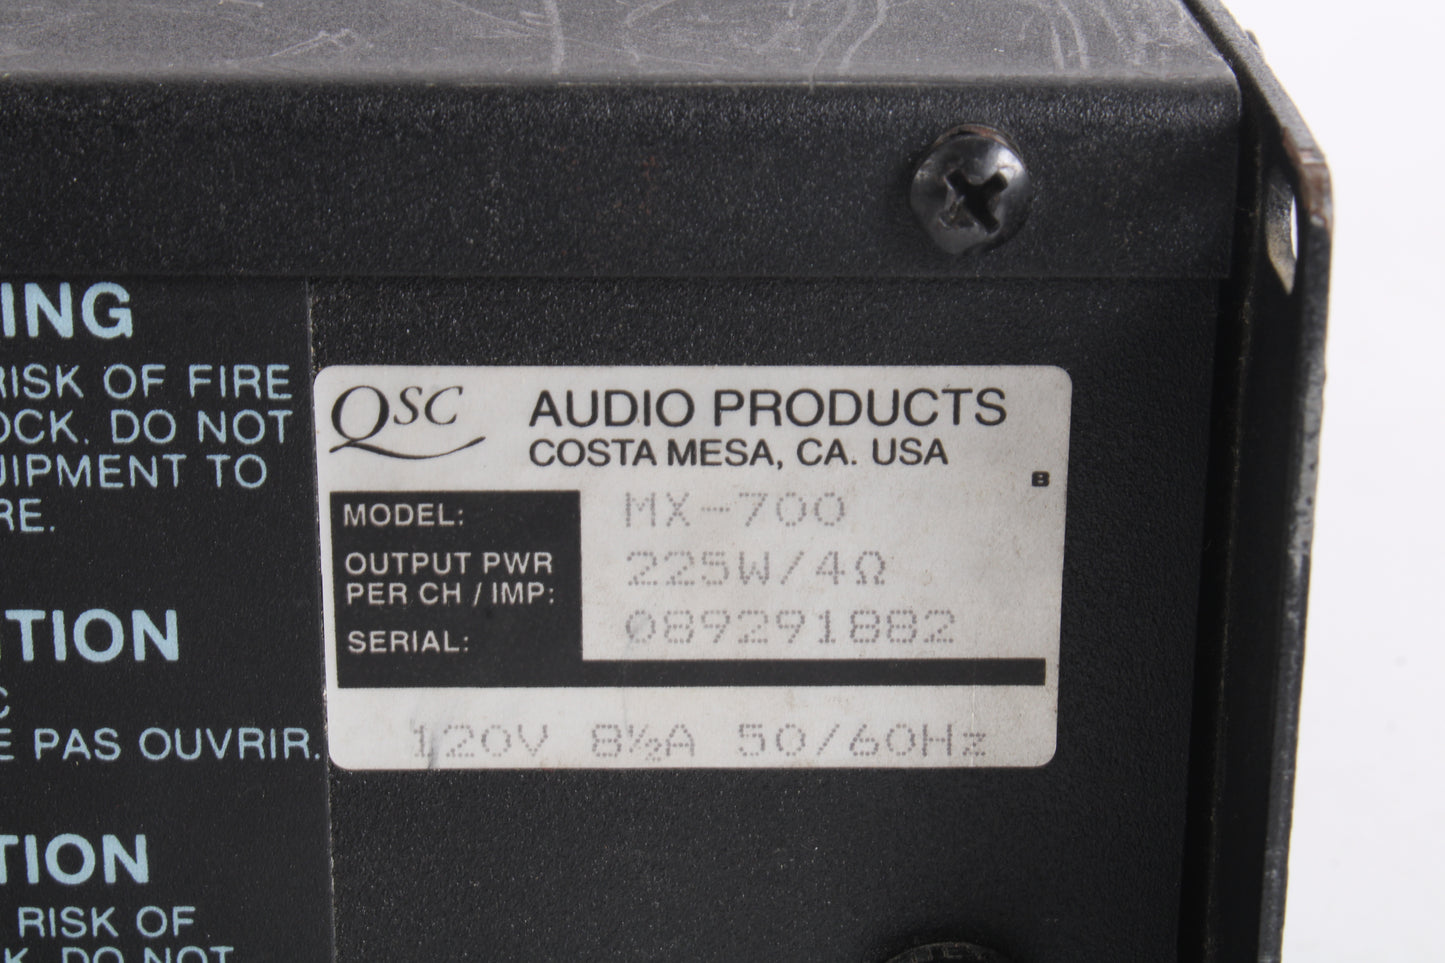 ING
RISK OF FIRE
OCK. DO NOT
UIPMENT TO
RE.
TION
C
E PAS OUVRIR.
TION
RISK OF
K. DO NOT
QSC AUDIO PRODUCTS
COSTA MESA, CA. USA
B
MODEL: MX-700
OUTPUT PWR
PER CH / IMP: 225W/4Ω
SERIAL: 089291882
120V 8½A 50/60Hz